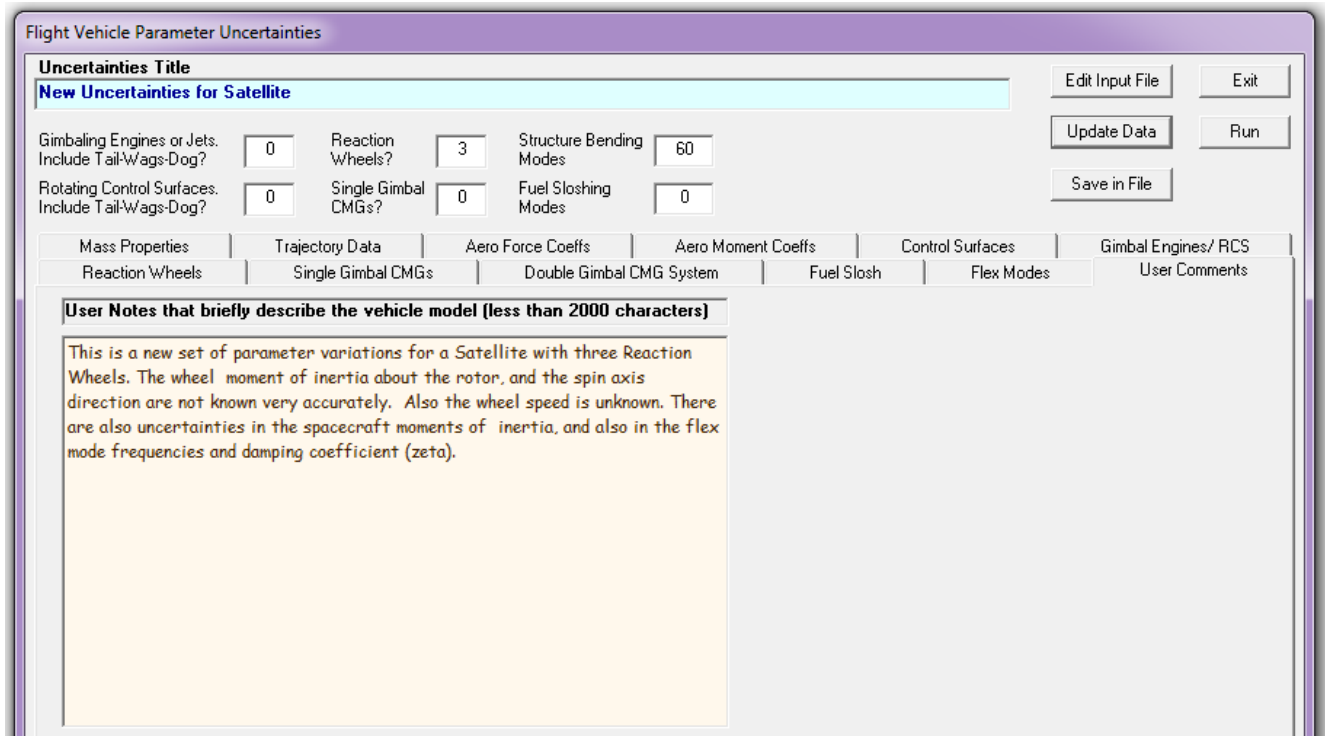 Flight Vehicle Parameter Uncertainties
Uncertainties Title
New Uncertainties for Satellite
Edit Input File
Exit
Update Data
Run
Save in File
Gimbaling Engines or Jets.
Include Tail-Wags-Dog?
0
Reaction
Wheels?
3
Structure Bending
Modes
60
Rotating Control Surfaces.
Include Tail-Wags-Dog?
0
Single Gimbal
CMGs?
0
Fuel Sloshing
Modes
0
Mass Properties
Trajectory Data
Aero Force Coeffs
Aero Moment Coeffs
Control Surfaces
Gimbal Engines/ RCS
Reaction Wheels
Single Gimbal CMGs
Double Gimbal CMG System
Fuel Slosh
Flex Modes
User Comments
User Notes that briefly describe the vehicle model (less than 2000 characters)
This is a new set of parameter variations for a Satellite with three Reaction
Wheels. The wheel  moment of inertia about the rotor, and the spin axis
direction are not known very accurately.  Also the wheel speed is unknown. There
are also uncertainties in the spacecraft moments of  inertia, and also in the flex
mode frequencies and damping coefficient (zeta).